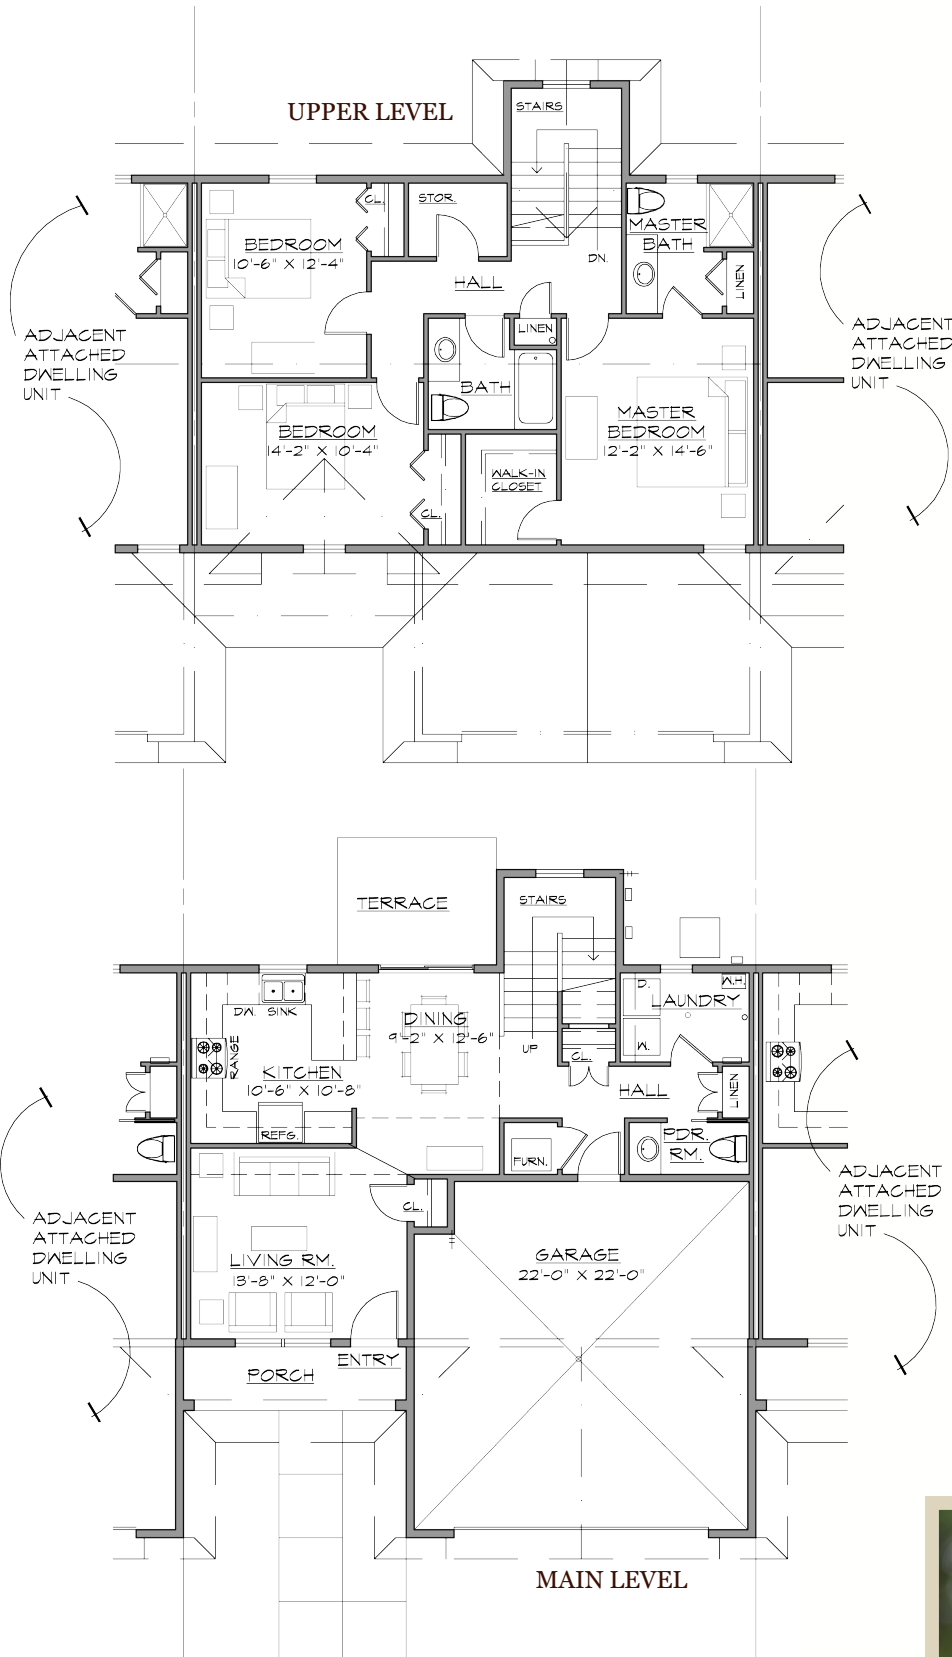 UPPER LEVEL
STAIRS
CL.
STOR.
MASTER
BATH
BEDROOM
10'-6" X 12'-4"
DN.
HALL
LINEN
LINEN
ADJACENT
ATTACHED
DWELLING
UNIT
ADJACENT
ATTACHED
DWELLING
UNIT
BATH
BEDROOM
14'-2" X 10'-4"
MASTER
BEDROOM
12'-2" X 14'-6"
WALK-IN
CLOSET
CL.
TERRACE
STAIRS
DW. SINK
D.
W.H.
LAUNDRY
DINING
9'-2" X 12'-6"
RANGE
W.
UP
CL.
KITCHEN
10'-6" X 10'-8"
HALL
LINEN
REFG.
PDR.
RM.
FURN.
ADJACENT
ATTACHED
DWELLING
UNIT
CL.
ADJACENT
ATTACHED
DWELLING
UNIT
LIVING RM.
13'-8" X 12'-0"
GARAGE
22'-0" X 22'-0"
ENTRY
PORCH
MAIN LEVEL